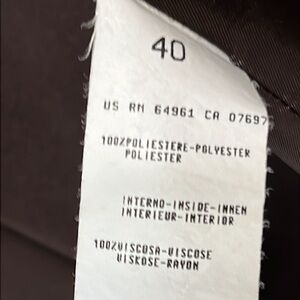 40
US RN 64961 CA 07697
100%POLIESTERE-POLYESTER
POLIESTER
INTERNO-INSIDE-INNEN
INTERIEUR-INTERIOR
100%VISCOSA-VISCOSE
VISKOSE-RAYON